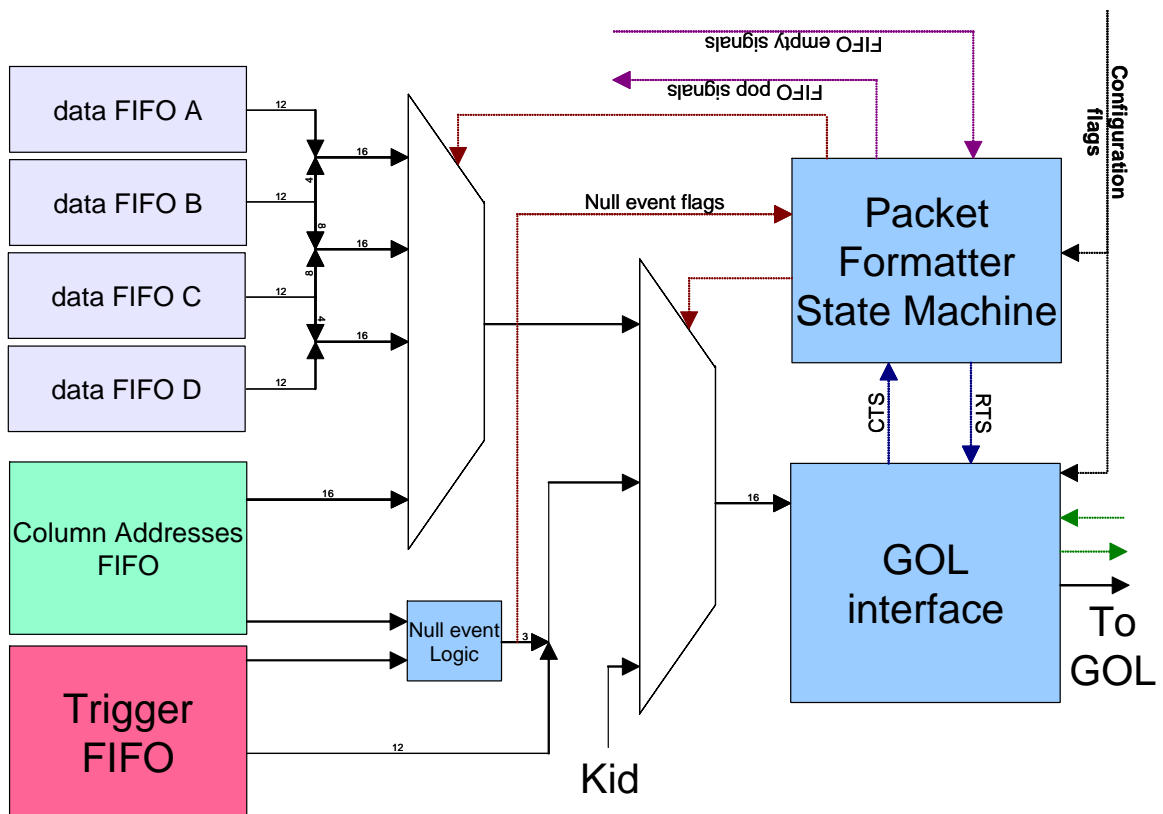 FIFO empty signals
FIFO pop signals
Configuration
flags
data FIFO A
12
16
4
data FIFO B
12
8
16
Null event flags
Packet
Formatter
State Machine
data FIFO C
8
12
4
16
data FIFO D
12
CTS
RTS
Column Addresses
FIFO
16
16
GOL
interface
To
GOL
Null event
Logic
3
Trigger
FIFO
12
Kid